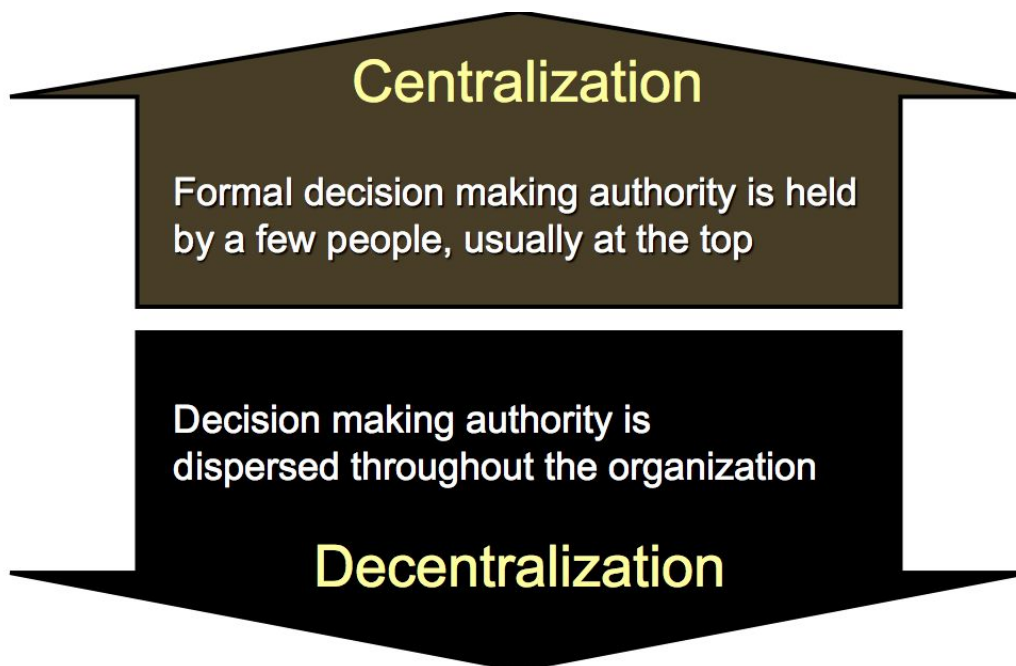 Centralization
Formal decision making authority is held
by a few people, usually at the top
Decision making authority is
dispersed throughout the organization
Decentralization